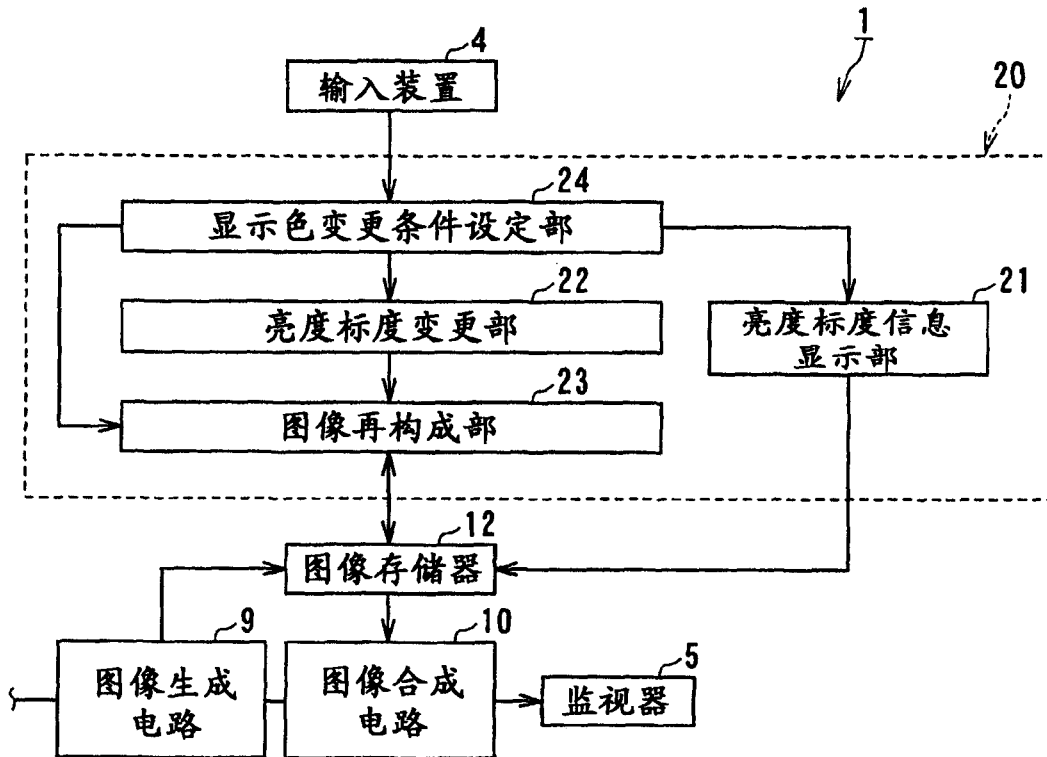 1
4
输入装置
20
24
显示色变更条件设定部
22
亮度标度变更部
21
亮度标度信息
显示部
23
图像再构成部
12
图像存储器
9
图像生成
电路
10
图像合成
电路
5
监视器